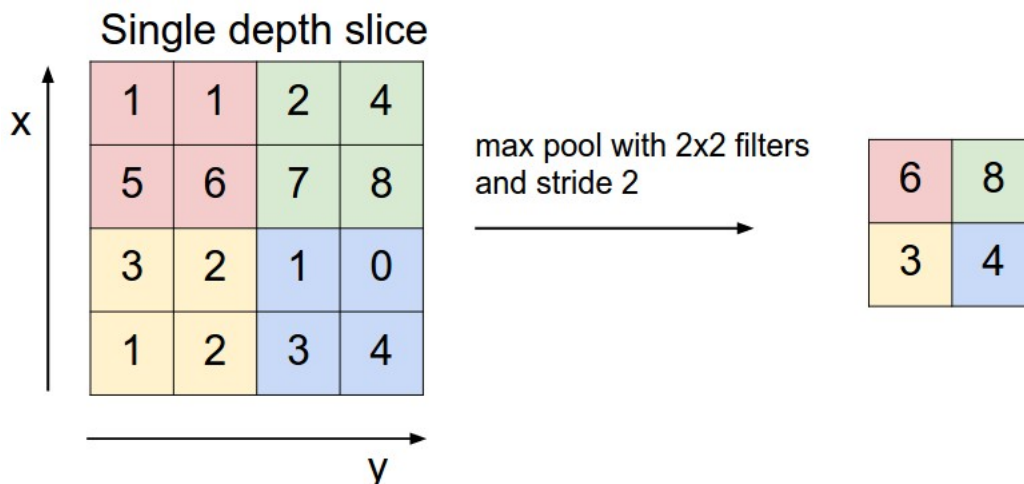 Single depth slice
x
1 1 2 4
5 6 7 8
3 2 1 0
1 2 3 4
y
max pool with 2x2 filters
and stride 2
6 8
3 4